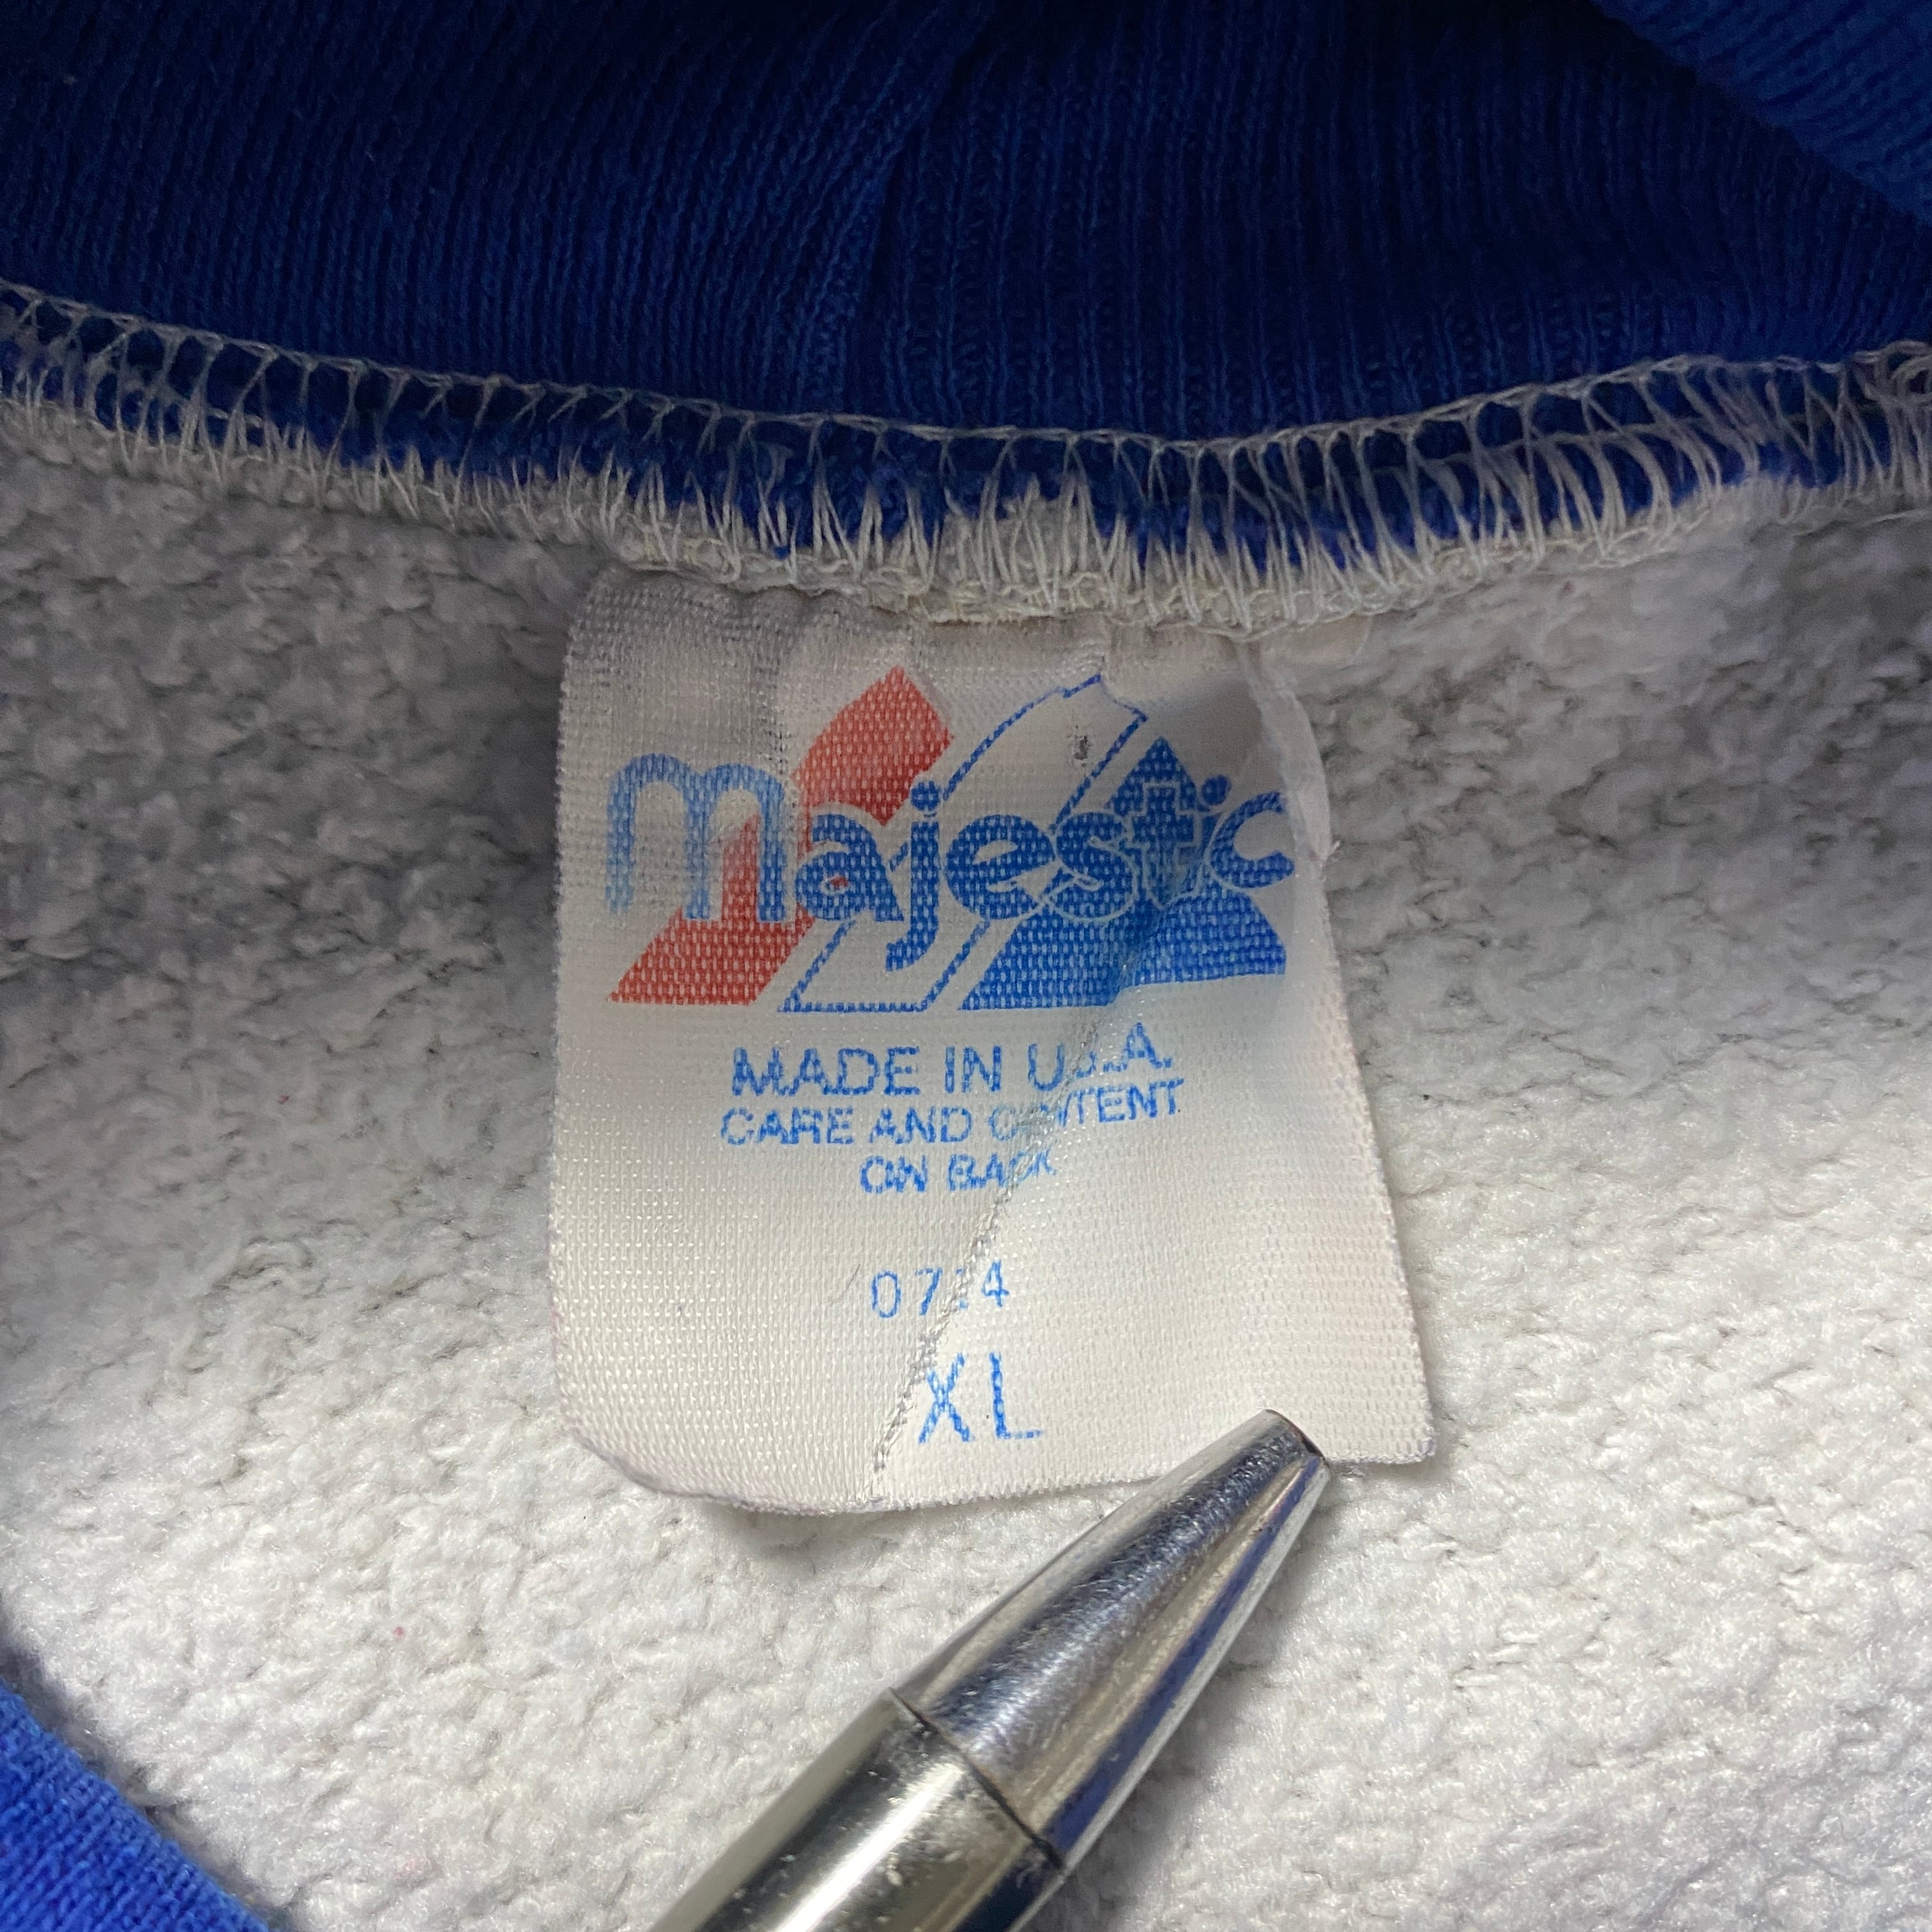 majestic
MADE IN U.S.A.
CARE AND CONTENT
ON BACK
XL